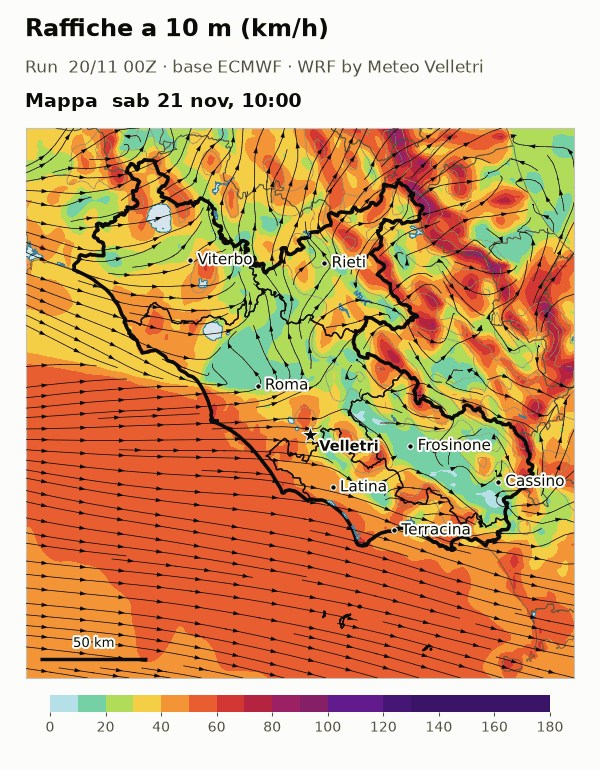 Raffiche a 10 m (km/h)
Run 20/11 00Z · base ECMWF · WRF by Meteo Velletri
Mappa sab 21 nov, 10:00
Viterbo
Rieti
Roma
Velletri
Frosinone
Cassino
Latina
Terracina
50 km
0 20 40 60 80 100 120 140 160 180